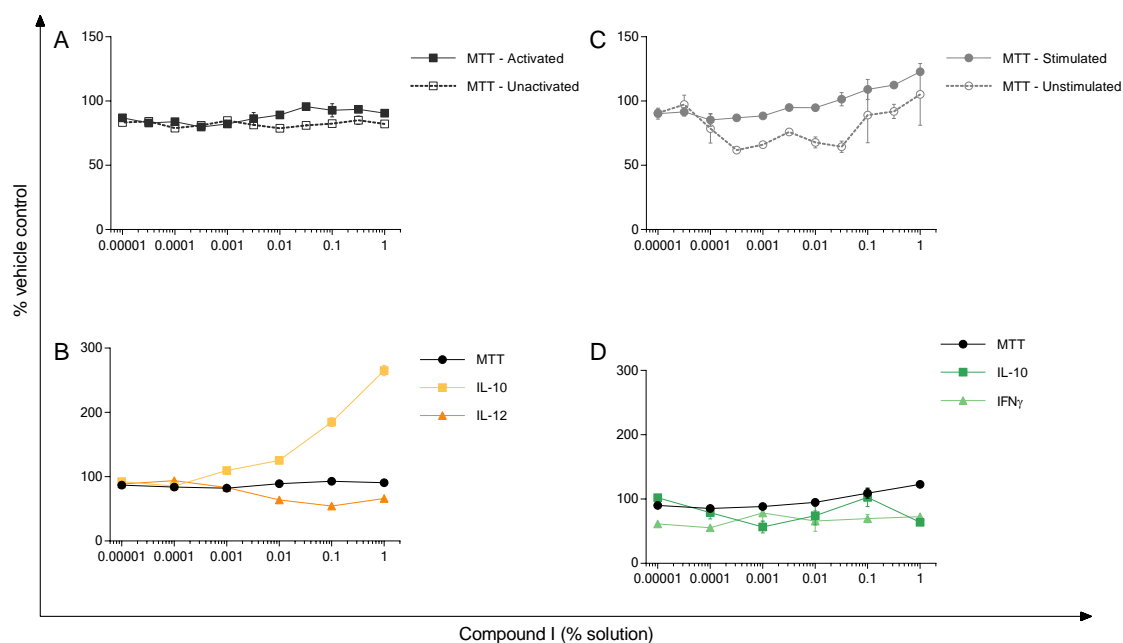 % vehicle control
A
150
100
50
0
0.00001 0.0001 0.001 0.01 0.1 1
MTT - Activated
MTT - Unactivated
C
150
100
50
0
0.00001 0.0001 0.001 0.01 0.1 1
MTT - Stimulated
MTT - Unstimulated
B
300
200
100
0
0.00001 0.0001 0.001 0.01 0.1 1
MTT
IL-10
IL-12
D
300
200
100
0
0.00001 0.0001 0.001 0.01 0.1 1
MTT
IL-10
IFNγ
Compound I (% solution)